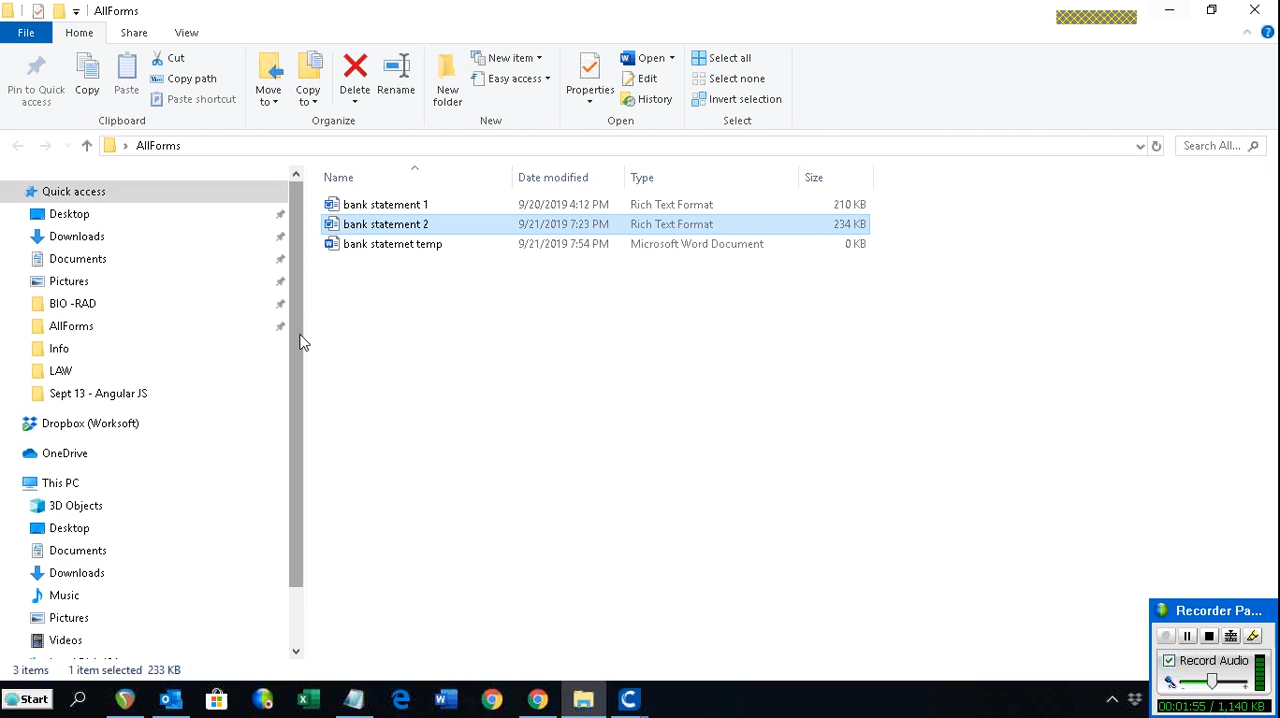 AllForms
File Home Share View
Pin to Quick access
Copy
Paste
Cut
Copy path
Paste shortcut
Clipboard
Move to
Copy to
Delete
Rename
Organize
New folder
New item
Easy access
New
Properties
Open
Edit
History
Open
Select all
Select none
Invert selection
Select
AllForms
Search All...
Name Date modified Type Size
bank statement 1 9/20/2019 4:12 PM Rich Text Format 210 KB
bank statement 2 9/21/2019 7:23 PM Rich Text Format 234 KB
bank staternet temp 9/21/2019 7:54 PM Microsoft Word Document 0 KB
Quick access
Desktop
Downloads
Documents
Pictures
BIO -RAD
AllForms
Info
LAW
Sept 13 - Angular JS
Dropbox (Worksoft)
OneDrive
This PC
3D Objects
Desktop
Documents
Downloads
Music
Pictures
Videos
3 items 1 item selected 233 KB
Recorder Pa...
Record Audio
00:01:55 / 1,140 KB
Start